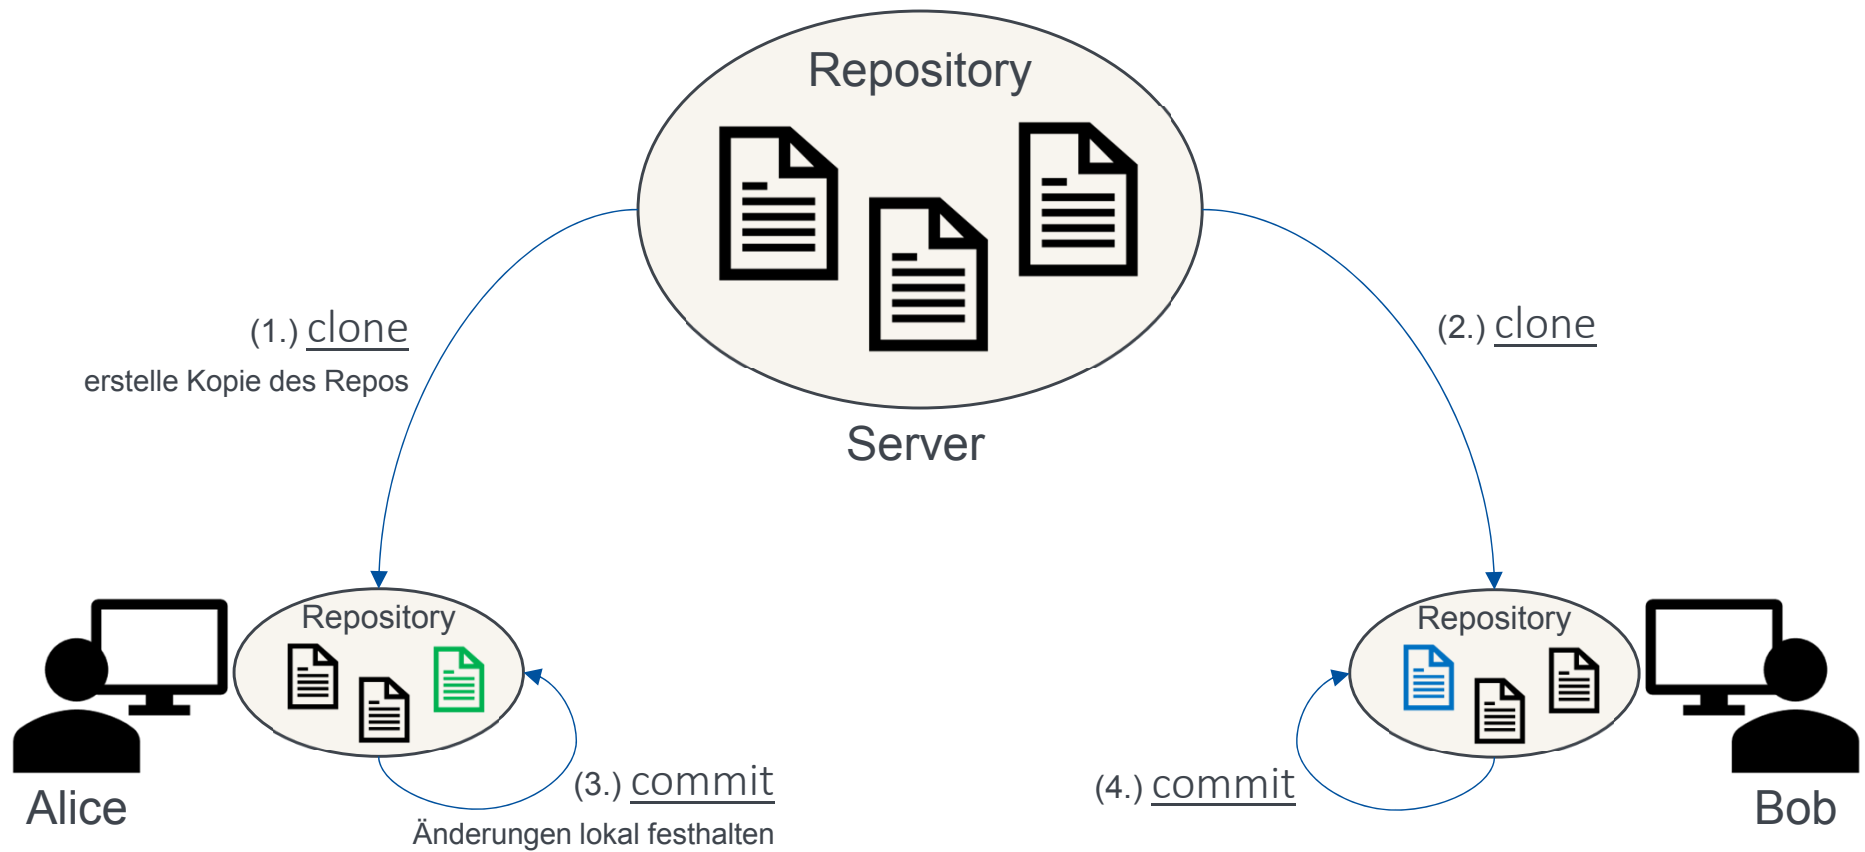 Repository
Server
(1.) clone
erstelle Kopie des Repos
(2.) clone
Repository
Repository
(3.) commit
Änderungen lokal festhalten
(4.) commit
Alice
Bob